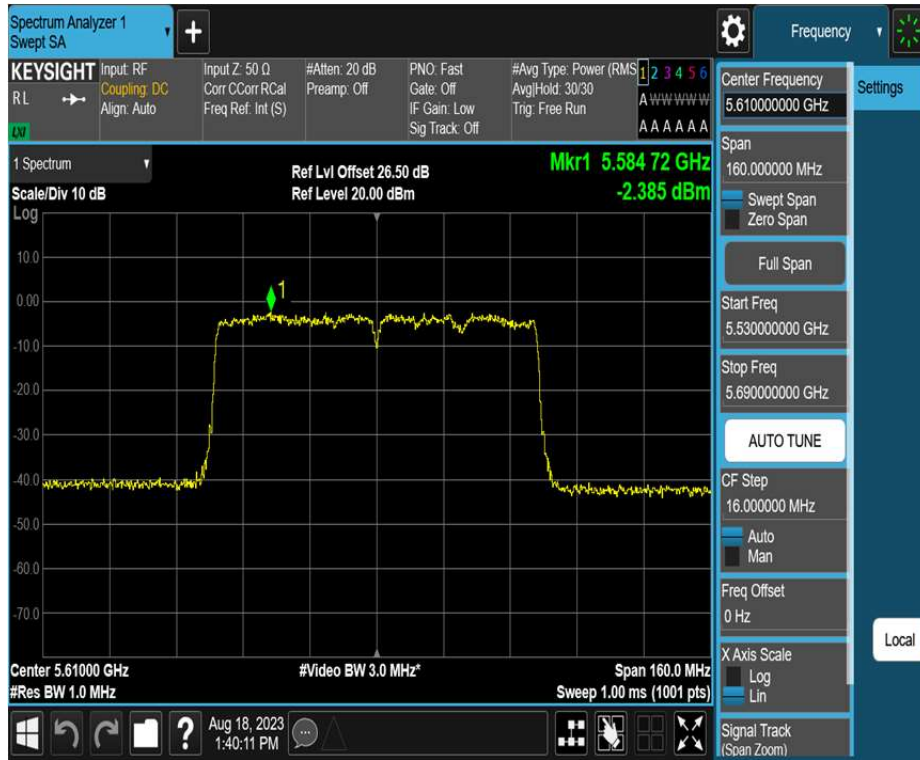 Spectrum Analyzer 1
Swept SA
+
Frequency
KEYSIGHT
R L
LXI
Input: RF
Coupling: DC
Align: Auto
Input Z: 50 Ω
Corr CCorr RCal
Freq Ref: Int (S)
#Atten: 20 dB
Preamp: Off
PNO: Fast
Gate: Off
IF Gain: Low
Sig Track: Off
#Avg Type: Power (RMS
Avg|Hold: 30/30
Trig: Free Run
1 2 3 4 5 6
A W W W W W
A A A A A A
1 Spectrum
Scale/Div 10 dB
Log
Ref Lvl Offset 26.50 dB
Ref Level 20.00 dBm
Mkr1 5.584 72 GHz
-2.385 dBm
1
10.0
0.00
-10.0
-20.0
-30.0
-40.0
-50.0
-60.0
-70.0
Center 5.61000 GHz
#Res BW 1.0 MHz
#Video BW 3.0 MHz*
Span 160.0 MHz
Sweep 1.00 ms (1001 pts)
?
Aug 18, 2023
1:40:11 PM
Center Frequency
5.610000000 GHz
Settings
Span
160.000000 MHz
Swept Span
Zero Span
Full Span
Start Freq
5.530000000 GHz
Stop Freq
5.690000000 GHz
AUTO TUNE
CF Step
16.000000 MHz
Auto
Man
Freq Offset
0 Hz
Local
X Axis Scale
Log
Lin
Signal Track
(Span Zoom)